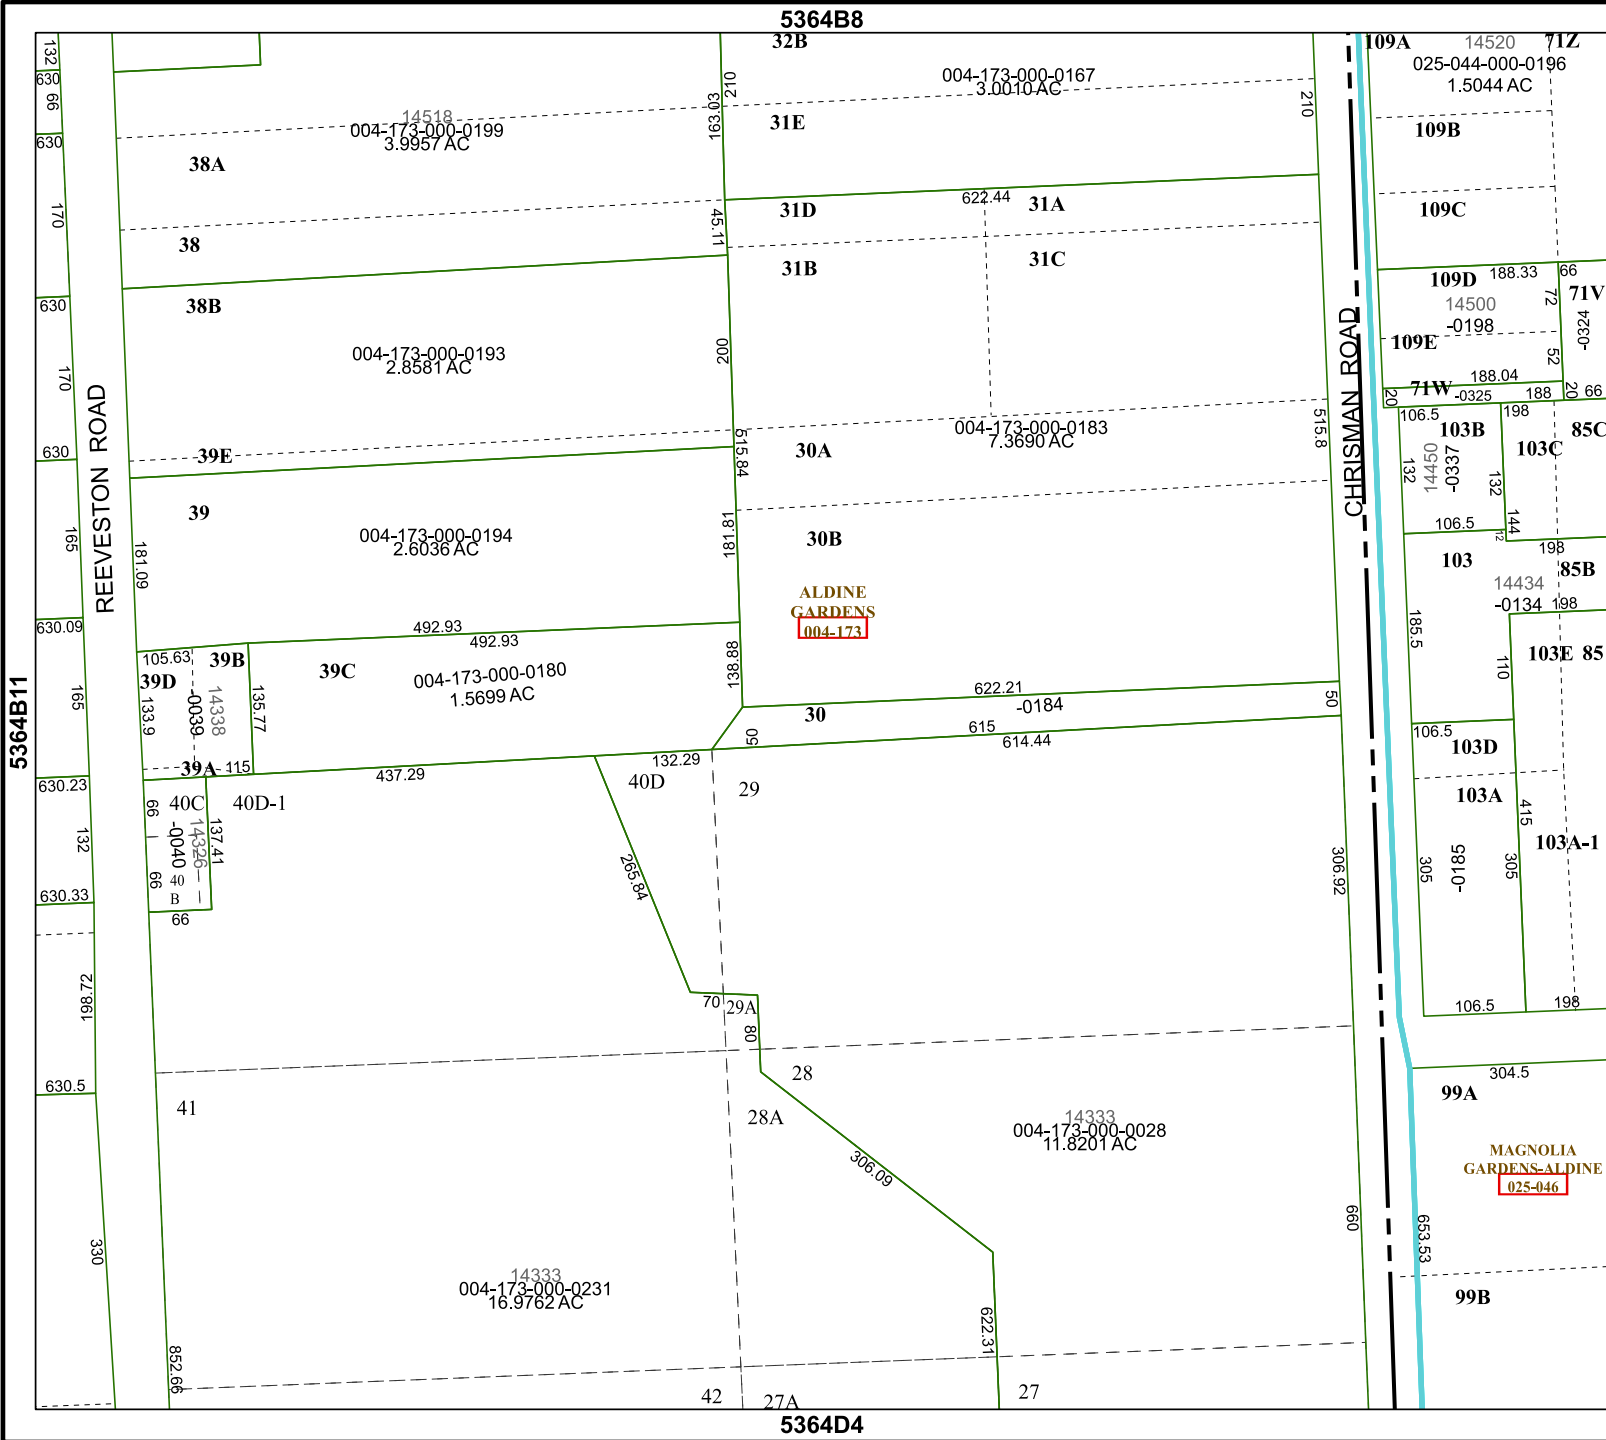 5364B8
32B
109A
14520
71Z
132
004-173-000-0167
3.0010 AC
025-044-000-0196
1.5044 AC
630
66
210
210
14518
004-173-000-0199
3.9957 AC
163.03
31E
109B
630
38A
170
622.44
31D
31A
109C
45.11
38
31B
31C
109D
188.33
66
630
38B
14500
-0198
72
71V
-0324
200
109E
52
004-173-000-0193
2.8581 AC
CHRISMAN ROAD
170
188.04
71W
-0325
188
20
20
66
REEVESTON ROAD
106.5
198
515.8
004-173-000-0183
7.3690 AC
103B
103C
85C
630
39E
515.84
30A
132
14450
-0337
132
39
181.81
144
165
004-173-000-0194
2.6036 AC
30B
106.5
12
198
181.09
103
85B
ALDINE
GARDENS
004-173
14434
-0134
198
630.09
492.93
492.93
185.5
105.63
39B
39C
138.88
103E
85
110
39D
004-173-000-0180
1.5699 AC
165
133.9
-0039
14338
135.77
622.21
-0184
50
5364B11
30
50
615
614.44
106.5
103D
39A
115
437.29
132.29
630.23
40D
29
66
40C
40D-1
103A
415
132
-0040
14326
137.41
103A-1
66
40
B
265.84
306.92
305
-0185
305
630.33
66
198.72
70
29A
80
106.5
198
630.5
28
304.5
41
28A
99A
14333
004-173-000-0028
11.8201 AC
306.09
MAGNOLIA
GARDENS-ALDINE
025-046
330
660
653.53
14333
004-173-000-0231
16.9762 AC
99B
622.31
852.66
42
27A
27
5364D4